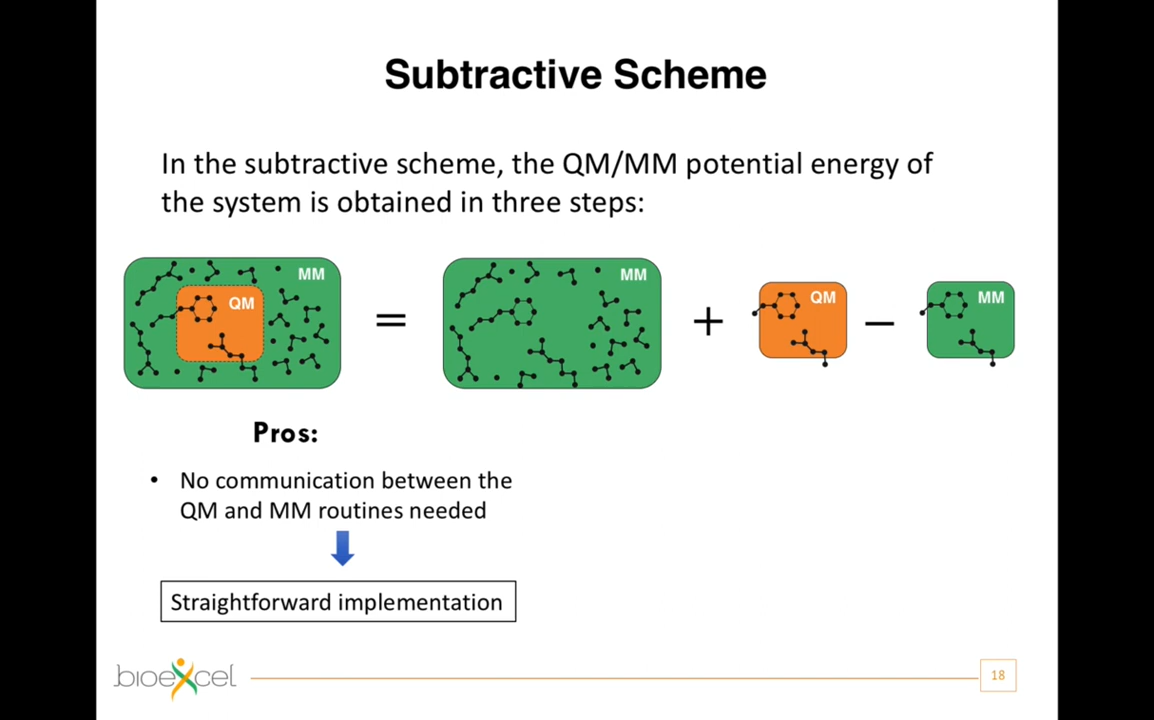 Subtractive Scheme
In the subtractive scheme, the QM/MM potential energy of
the system is obtained in three steps:
MM
QM
=
MM
+
QM
−
MM
Pros:
• No communication between the
QM and MM routines needed
Straightforward implementation
bioexcel
18